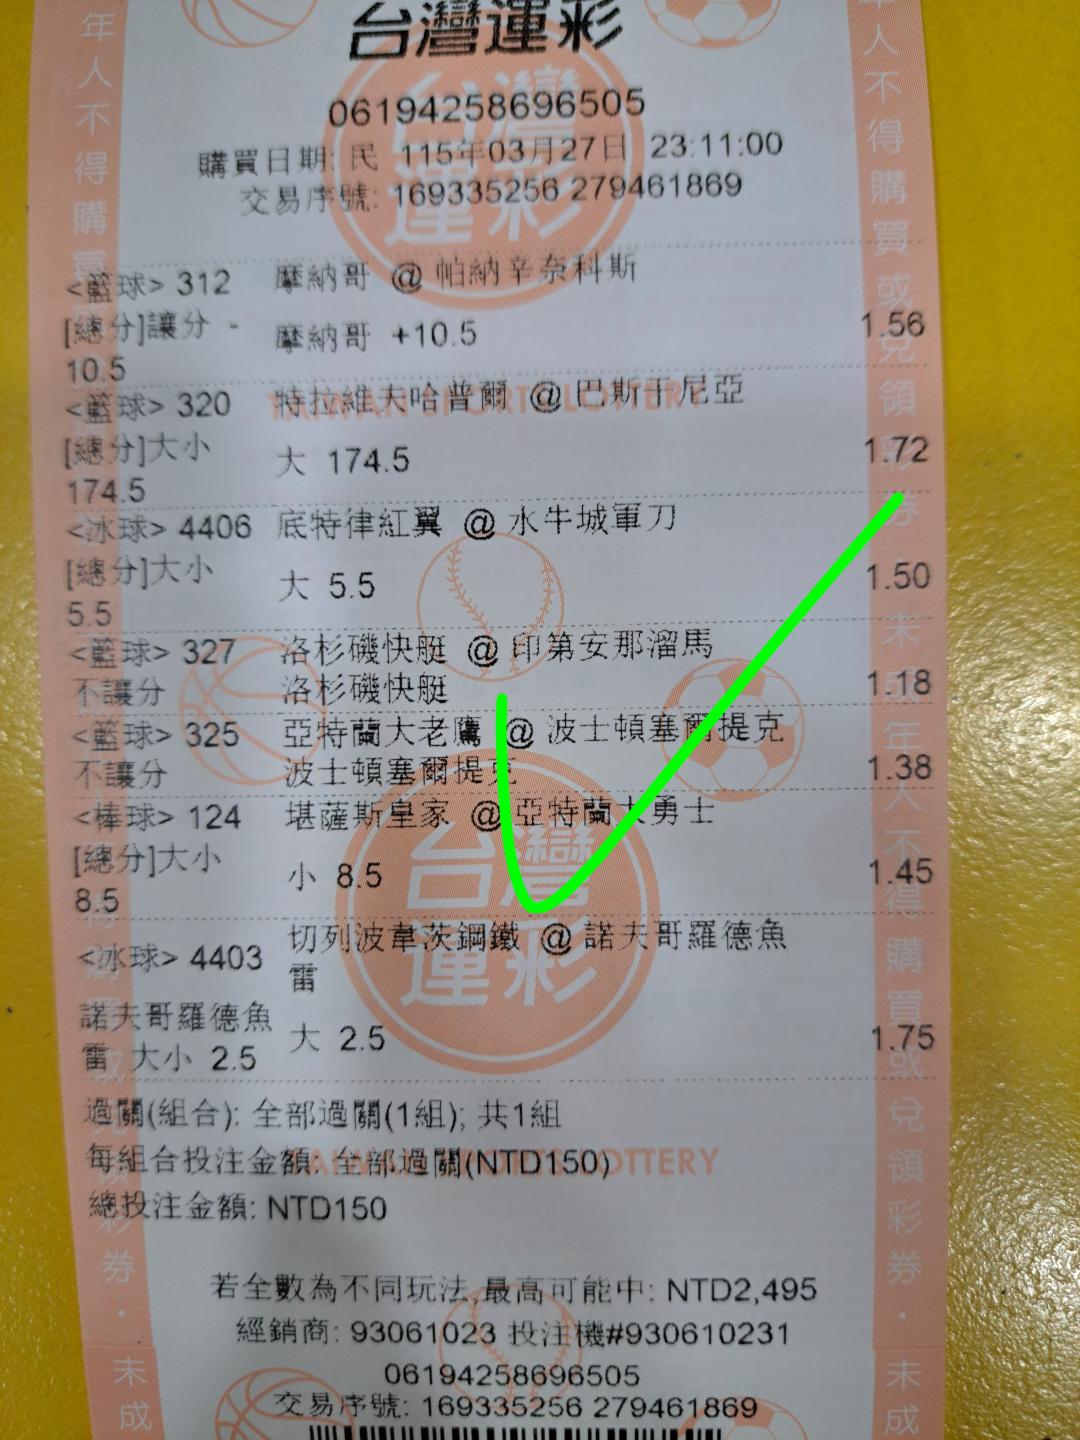 台灣運彩
06194258696505
購買日期: 民 115年03月27日 23:11:00
交易序號: 169335256 279461869
<籃球> 312 摩納哥 @ 帕納辛奈科斯
[總分]讓分 -10.5 摩納哥 +10.5 1.56
<籃球> 320 特拉維夫哈普爾 @ 巴斯干尼亞
[總分]大小 174.5 大 174.5 1.72
<冰球> 4406 底特律紅翼 @ 水牛城軍刀
[總分]大小 5.5 大 5.5 1.50
<籃球> 327 洛杉磯快艇 @ 印第安那溜馬
不讓分 洛杉磯快艇 1.18
<籃球> 325 亞特蘭大老鷹 @ 波士頓塞爾提克
不讓分 波士頓塞爾提克 1.38
<棒球> 124 堪薩斯皇家 @ 亞特蘭大勇士
[總分]大小 8.5 小 8.5 1.45
<冰球> 4403 切列波韋茨鋼鐵 @ 諾夫哥羅德魚雷
諾夫哥羅德魚雷 大小 2.5 大 2.5 1.75
過關(組合): 全部過關(1組); 共1組
每組合投注金額: 全部過關(NTD150)
總投注金額: NTD150
若全數為不同玩法,最高可能中: NTD2,495
經銷商: 93061023 投注機#930610231
06194258696505
交易序號: 169335256 279461869